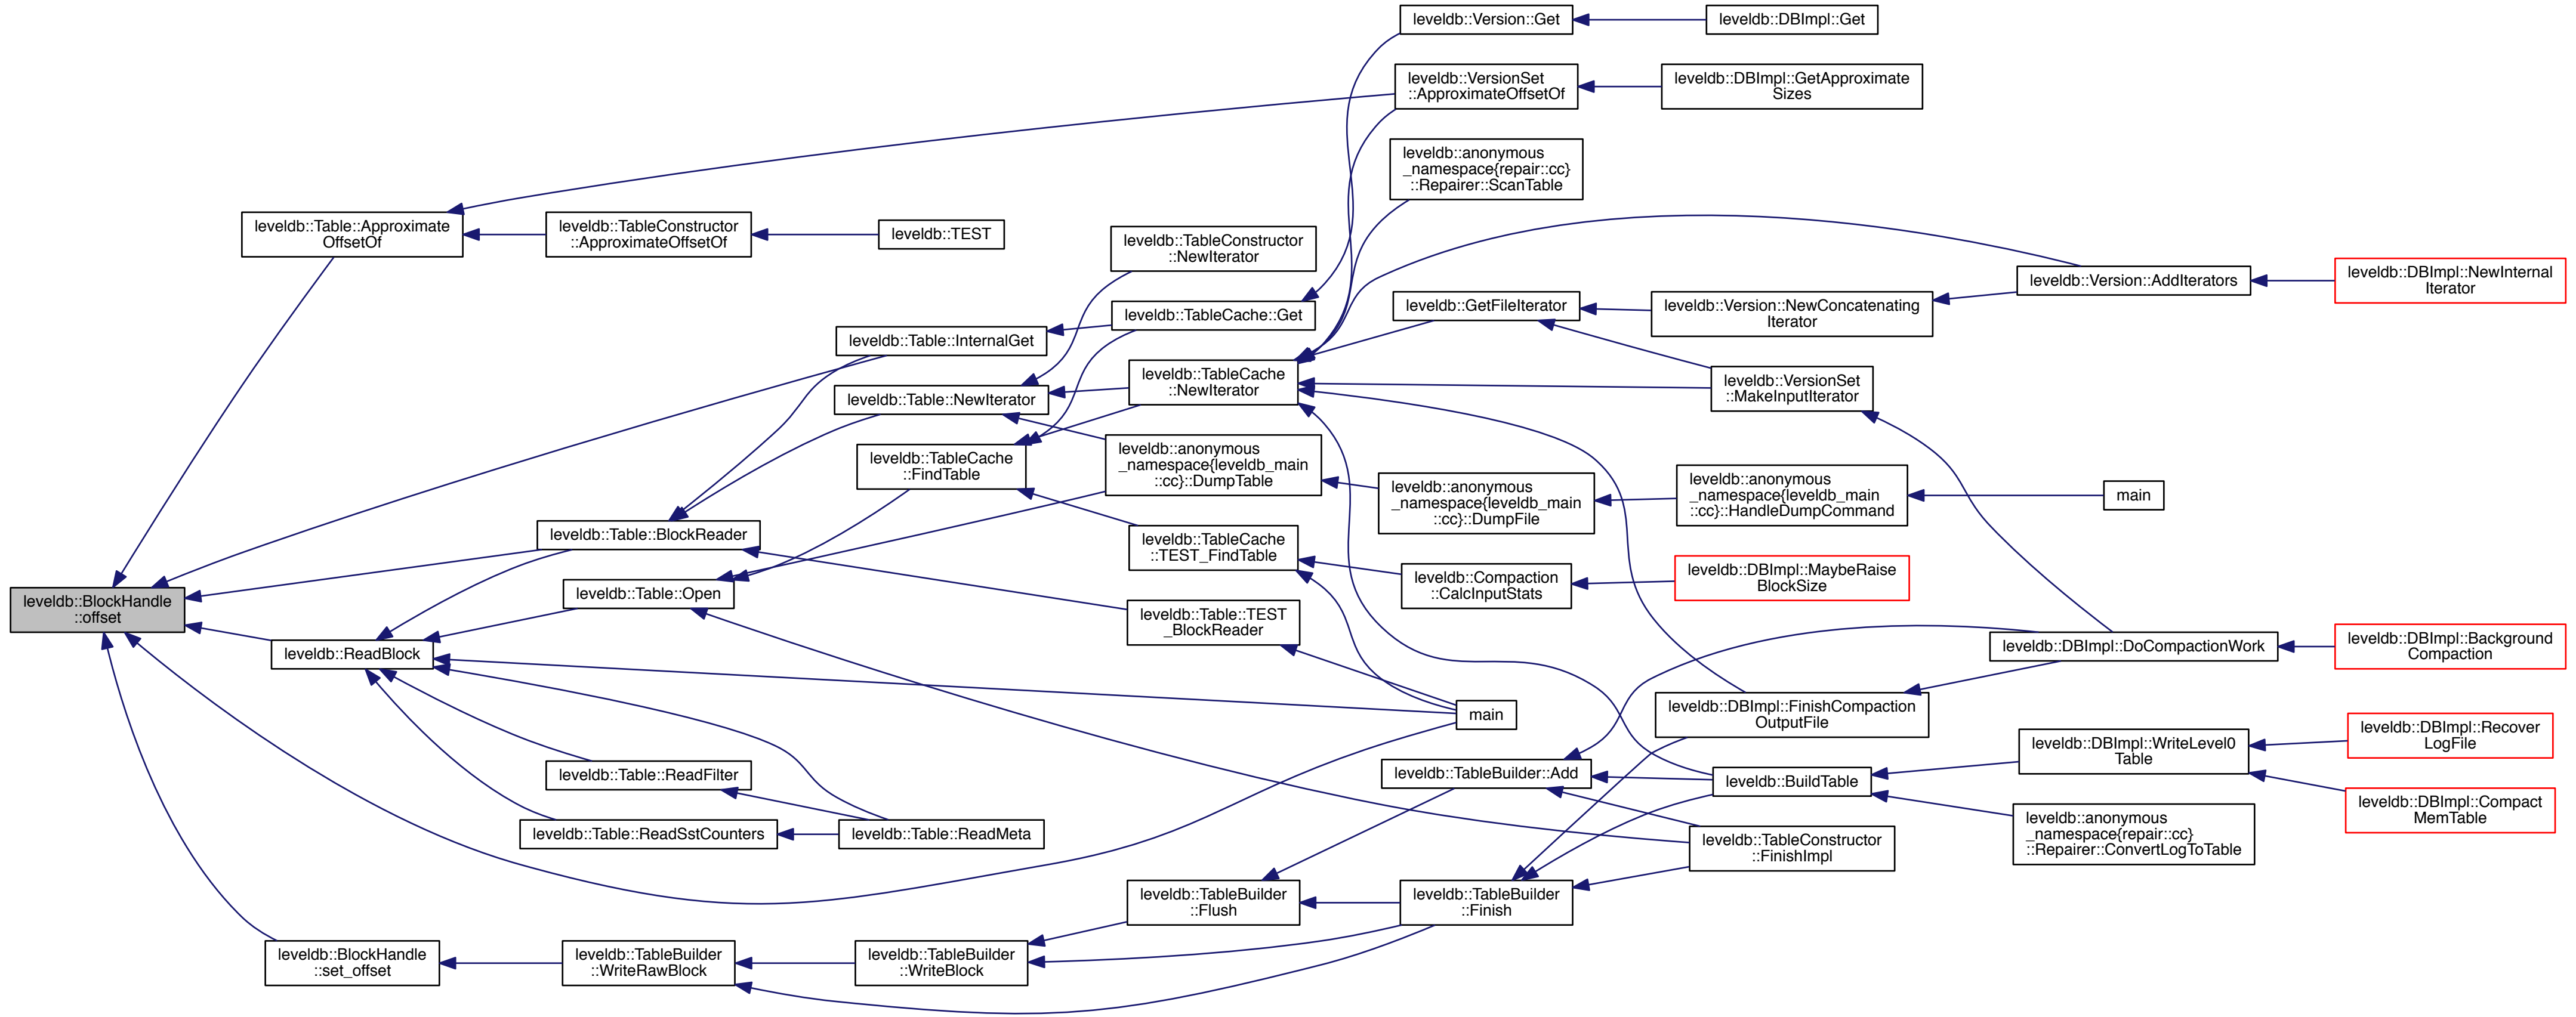 leveldb::Version::Get
leveldb::DBImpl::Get
leveldb::VersionSet
::ApproximateOffsetOf
leveldb::DBImpl::GetApproximate
Sizes
leveldb::anonymous
_namespace{repair::cc}
::Repairer::ScanTable
leveldb::Table::Approximate
OffsetOf
leveldb::TableConstructor
::ApproximateOffsetOf
leveldb::TEST
leveldb::TableConstructor
::NewIterator
leveldb::Version::AddIterators
leveldb::DBImpl::NewInternal
Iterator
leveldb::GetFileIterator
leveldb::Version::NewConcatenating
Iterator
leveldb::TableCache::Get
leveldb::Table::InternalGet
leveldb::TableCache
::NewIterator
leveldb::VersionSet
::MakeInputIterator
leveldb::Table::NewIterator
leveldb::TableCache
::FindTable
leveldb::anonymous
_namespace{leveldb_main
::cc}::DumpTable
leveldb::anonymous
_namespace{leveldb_main
::cc}::DumpFile
leveldb::anonymous
_namespace{leveldb_main
::cc}::HandleDumpCommand
main
leveldb::Table::BlockReader
leveldb::TableCache
::TEST_FindTable
leveldb::Compaction
::CalcInputStats
leveldb::DBImpl::MaybeRaise
BlockSize
leveldb::BlockHandle
::offset
leveldb::Table::Open
leveldb::Table::TEST
_BlockReader
leveldb::ReadBlock
leveldb::DBImpl::DoCompactionWork
leveldb::DBImpl::Background
Compaction
main
leveldb::DBImpl::FinishCompaction
OutputFile
leveldb::DBImpl::WriteLevel0
Table
leveldb::DBImpl::Recover
LogFile
leveldb::Table::ReadFilter
leveldb::TableBuilder::Add
leveldb::BuildTable
leveldb::DBImpl::Compact
MemTable
leveldb::Table::ReadSstCounters
leveldb::Table::ReadMeta
leveldb::TableConstructor
::FinishImpl
leveldb::anonymous
_namespace{repair::cc}
::Repairer::ConvertLogToTable
leveldb::TableBuilder
::Flush
leveldb::TableBuilder
::Finish
leveldb::BlockHandle
::set_offset
leveldb::TableBuilder
::WriteRawBlock
leveldb::TableBuilder
::WriteBlock